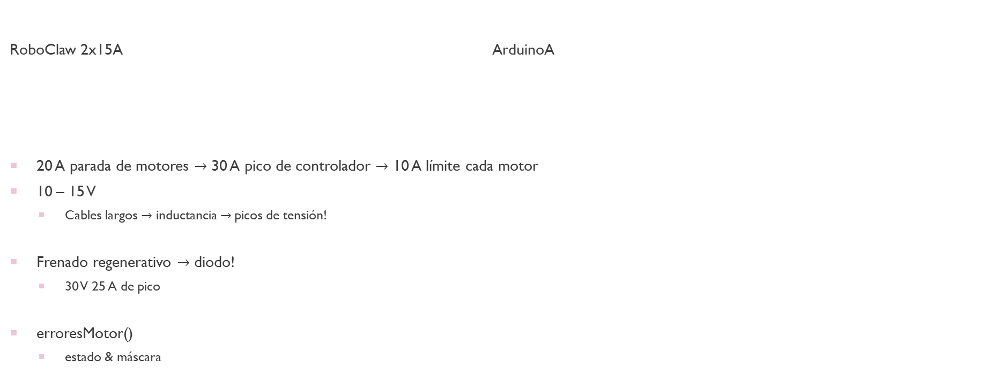 RoboClaw 2x15A
ArduinoA
20 A parada de motores → 30 A pico de controlador → 10 A límite cada motor
10 – 15 V
Cables largos → inductancia → picos de tensión!
Frenado regenerativo → diodo!
30 V 25 A de pico
erroresMotor()
estado & máscara